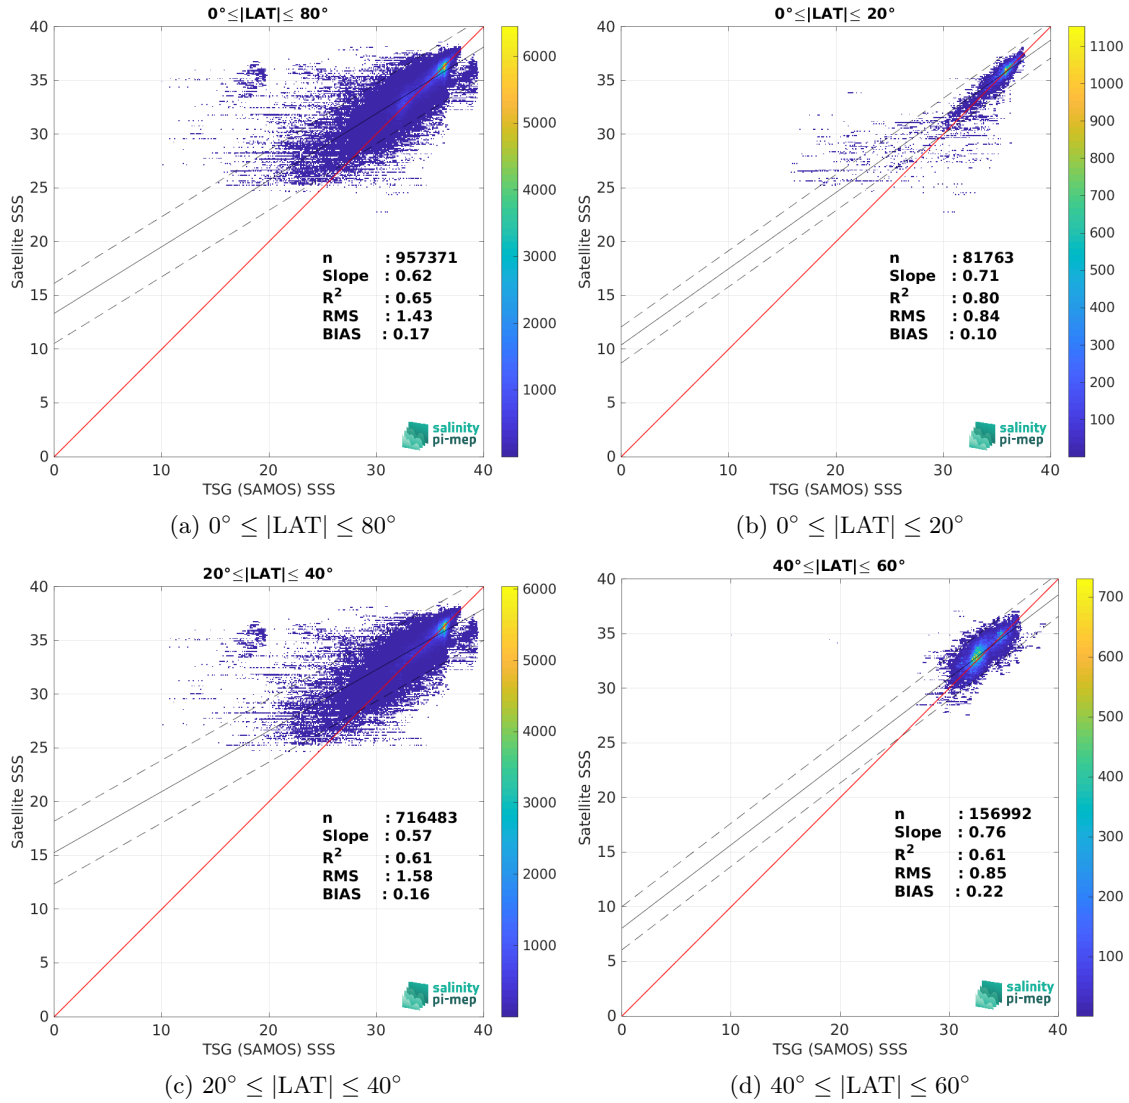 0°≤|LAT|≤ 80°
40
35
30
25
20
15
10
5
0
Satellite SSS
n : 957371
Slope : 0.62
R² : 0.65
RMS : 1.43
BIAS : 0.17
salinity
pi-mep
0 10 20 30 40
TSG (SAMOS) SSS
6000
5000
4000
3000
2000
1000
(a) 0° ≤ |LAT| ≤ 80°
0°≤|LAT|≤ 20°
40
35
30
25
20
15
10
5
0
Satellite SSS
n : 81763
Slope : 0.71
R² : 0.80
RMS : 0.84
BIAS : 0.10
salinity
pi-mep
0 10 20 30 40
TSG (SAMOS) SSS
1100
1000
900
800
700
600
500
400
300
200
100
(b) 0° ≤ |LAT| ≤ 20°
20°≤|LAT|≤ 40°
40
35
30
25
20
15
10
5
0
Satellite SSS
n : 716483
Slope : 0.57
R² : 0.61
RMS : 1.58
BIAS : 0.16
salinity
pi-mep
0 10 20 30 40
TSG (SAMOS) SSS
6000
5000
4000
3000
2000
1000
(c) 20° ≤ |LAT| ≤ 40°
40°≤|LAT|≤ 60°
40
35
30
25
20
15
10
5
0
Satellite SSS
n : 156992
Slope : 0.76
R² : 0.61
RMS : 0.85
BIAS : 0.22
salinity
pi-mep
0 10 20 30 40
TSG (SAMOS) SSS
700
600
500
400
300
200
100
(d) 40° ≤ |LAT| ≤ 60°